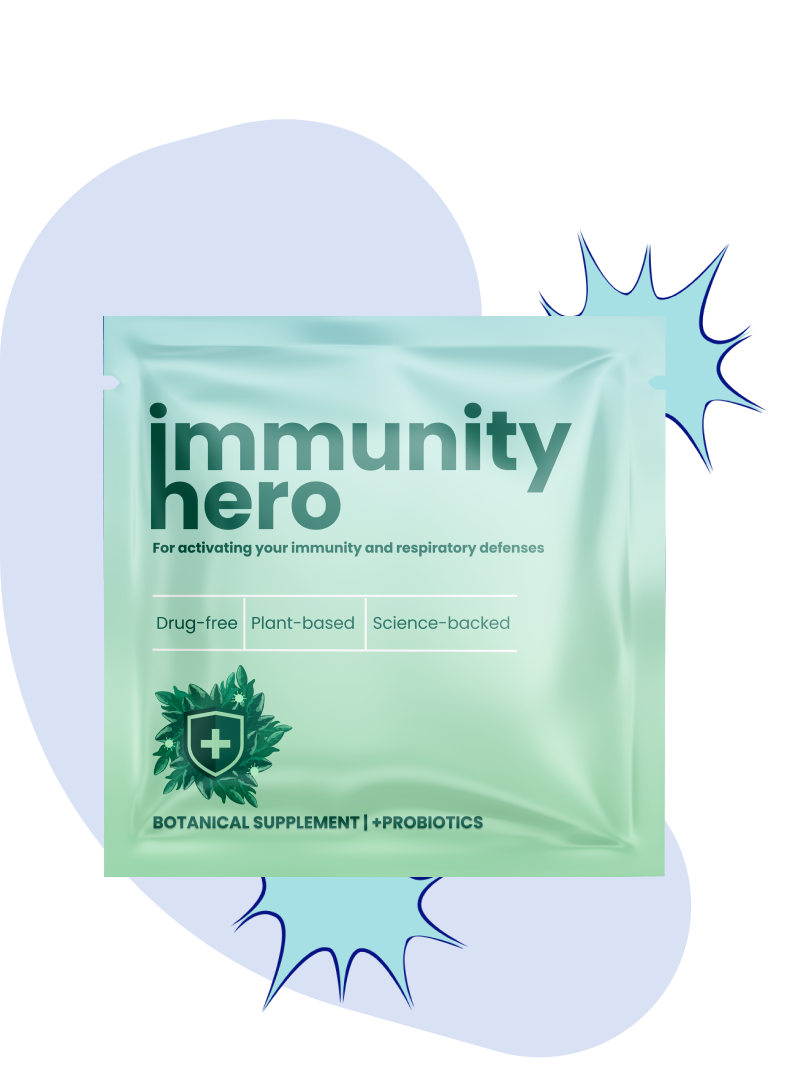 immunity
hero
For activating your immunity and respiratory defenses
Drug-free Plant-based Science-backed
BOTANICAL SUPPLEMENT | +PROBIOTICS